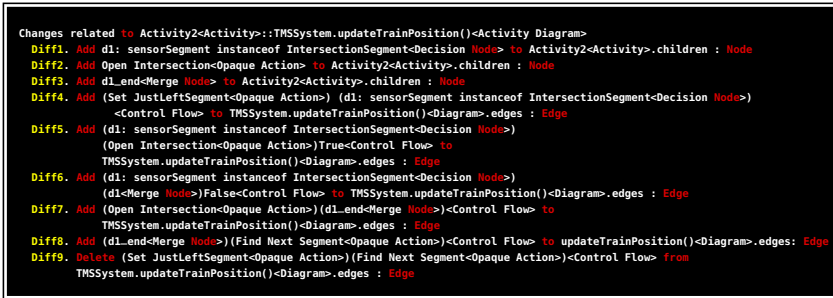 Changes related to Activity2<Activity>::TMSSystem.updateTrainPosition()<Activity Diagram>
Diff1. Add d1: sensorSegment instanceof IntersectionSegment<Decision Node> to Activity2<Activity>.children : Node
Diff2. Add Open Intersection<Opaque Action> to Activity2<Activity>.children : Node
Diff3. Add d1_end<Merge Node> to Activity2<Activity>.children : Node
Diff4. Add (Set JustLeftSegment<Opaque Action>) (d1: sensorSegment instanceof IntersectionSegment<Decision Node>)
<Control Flow> to TMSSystem.updateTrainPosition()<Diagram>.edges : Edge
Diff5. Add (d1: sensorSegment instanceof IntersectionSegment<Decision Node>)
(Open Intersection<Opaque Action>)True<Control Flow> to
TMSSystem.updateTrainPosition()<Diagram>.edges : Edge
Diff6. Add (d1: sensorSegment instanceof IntersectionSegment<Decision Node>)
(d1<Merge Node>)False<Control Flow> to TMSSystem.updateTrainPosition()<Diagram>.edges : Edge
Diff7. Add (Open Intersection<Opaque Action>)(d1_end<Merge Node>)<Control Flow> to
TMSSystem.updateTrainPosition()<Diagram>.edges : Edge
Diff8. Add (d1_end<Merge Node>)(Find Next Segment<Opaque Action>)<Control Flow> to updateTrainPosition()<Diagram>.edges: Edge
Diff9. Delete (Set JustLeftSegment<Opaque Action>)(Find Next Segment<Opaque Action>)<Control Flow> from
TMSSystem.updateTrainPosition()<Diagram>.edges : Edge